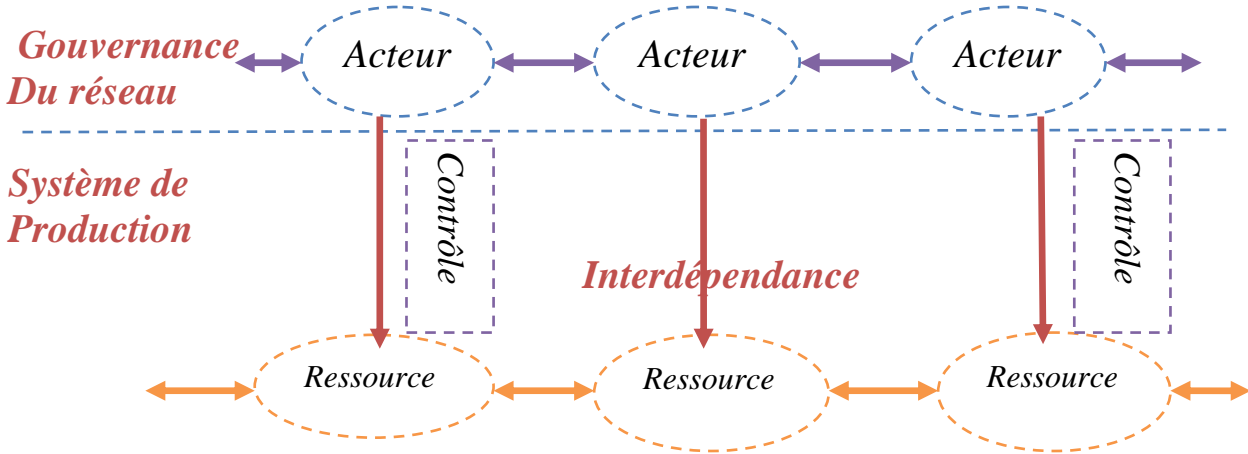 Gouvernance
Du réseau
Acteur
Acteur
Acteur
Système de
Production
Contrôle
Contrôle
Interdépendance
Ressource
Ressource
Ressource